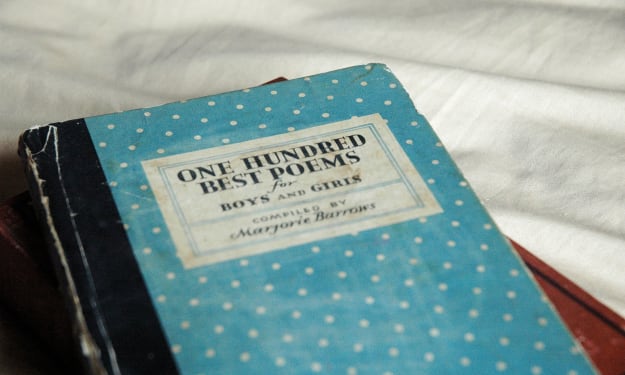 ONE HUNDRED
BEST POEMS
for
BOYS AND GIRLS
COMPILED BY
Marjorie Barrows